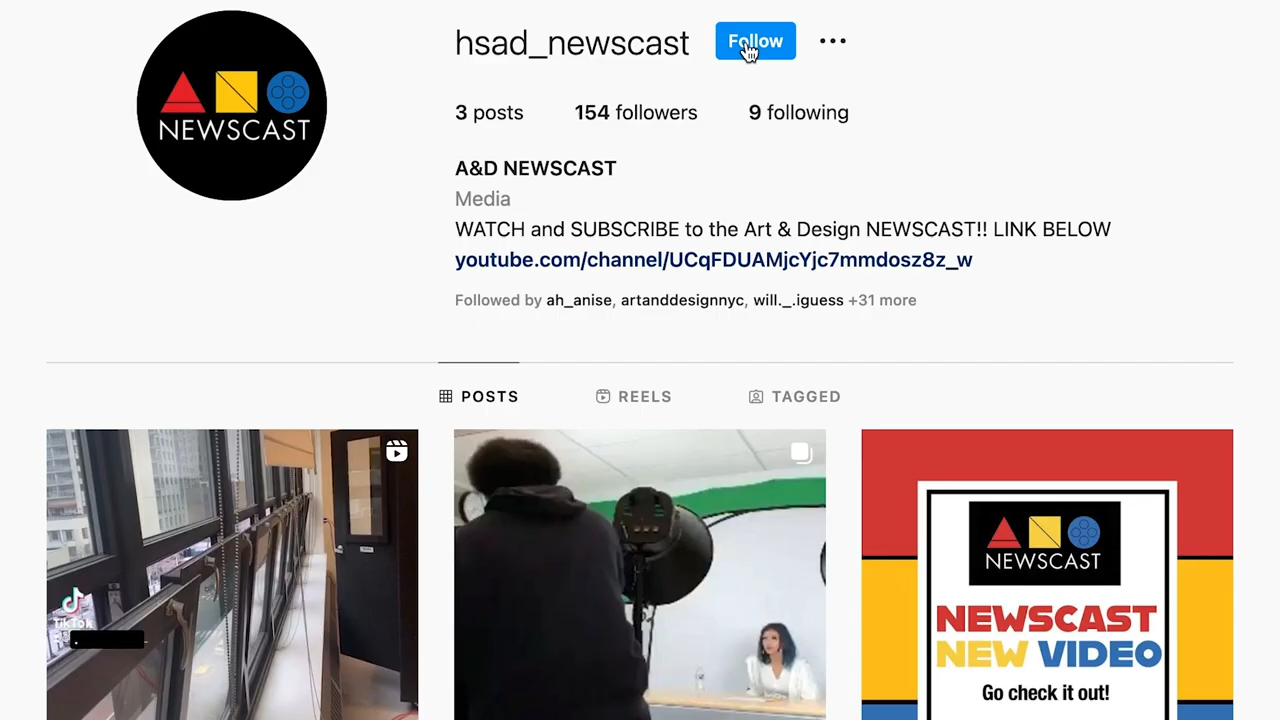 NEWSCAST
hsad_newscast
Follow
3 posts
154 followers
9 following
A&D NEWSCAST
Media
WATCH and SUBSCRIBE to the Art & Design NEWSCAST!! LINK BELOW
youtube.com/channel/UCqFDUAMjcYjc7mmdosz8z_w
Followed by ah_anise, artanddesignnyc, will._.iguess +31 more
POSTS
REELS
TAGGED
TikTok
NEWSCAST
NEWSCAST
NEW VIDEO
Go check it out!